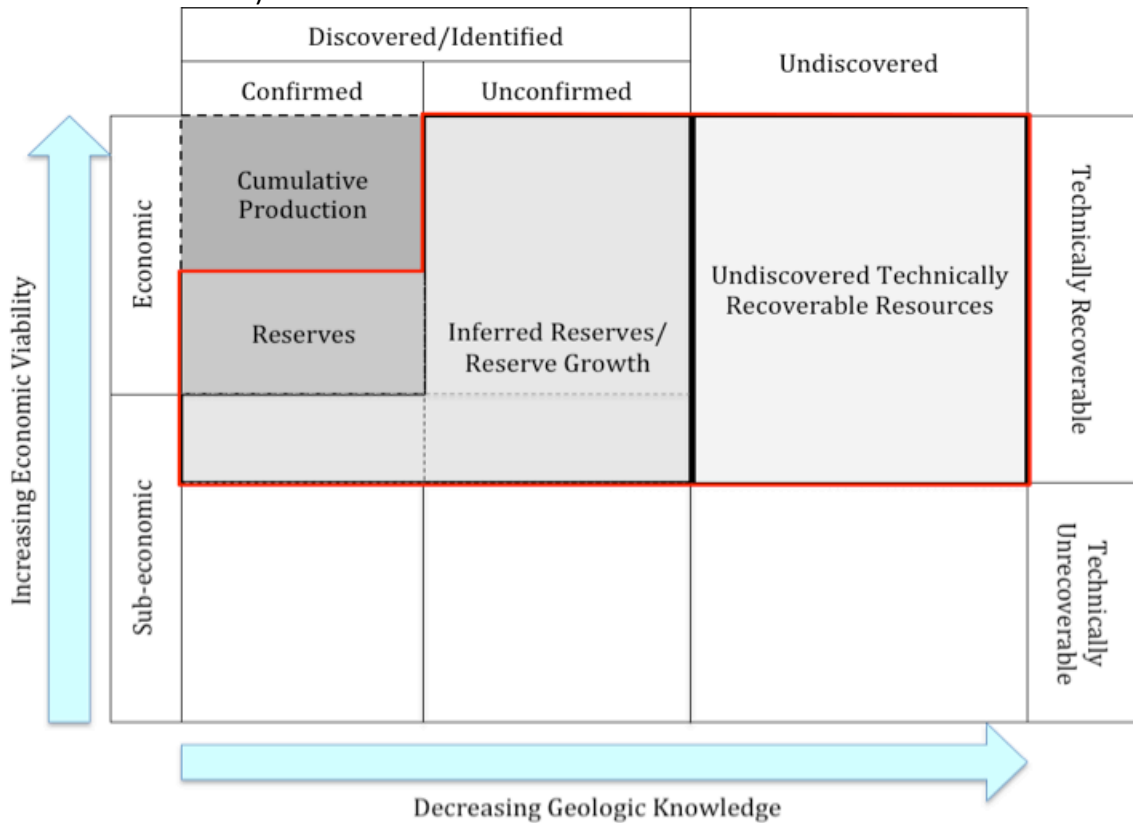 Discovered/Identified
Undiscovered
Confirmed
Unconfirmed
Increasing Economic Viability
Economic
Sub-economic
Cumulative
Production
Reserves
Inferred Reserves/
Reserve Growth
Undiscovered Technically
Recoverable Resources
Technically Recoverable
Technically
Unrecoverable
Decreasing Geologic Knowledge